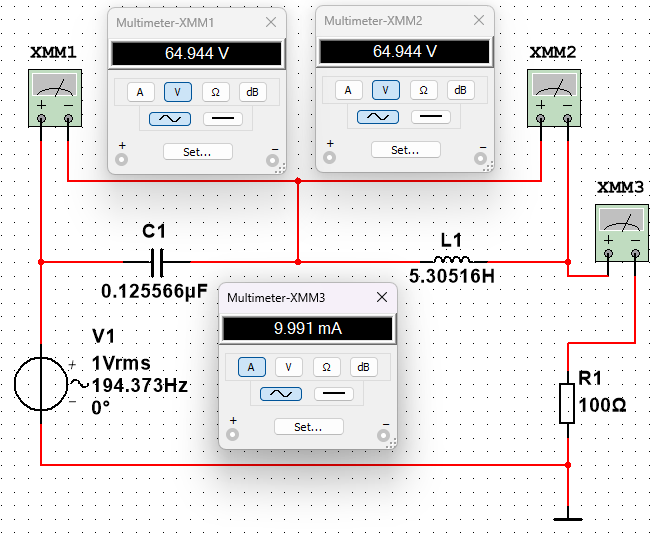 Multimeter-XMM1
64.944 V
A V Ω dB
+ −
Set...
Multimeter-XMM2
64.944 V
A V Ω dB
+ −
Set...
XMM1
+ −
XMM2
+ −
XMM3
+ −
C1
0.125566µF
L1
5.30516H
Multimeter-XMM3
9.991 mA
A V Ω dB
+ −
Set...
V1
1Vrms
194.373Hz
0°
+
−
R1
100Ω